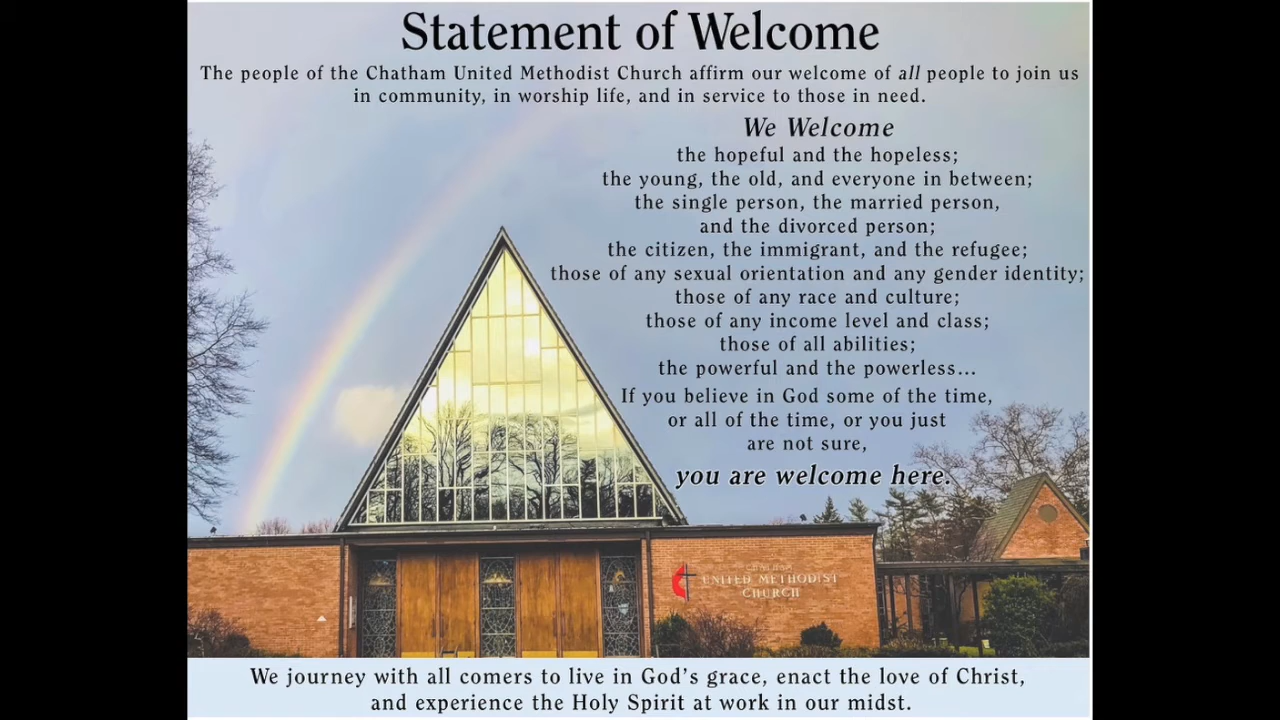 Statement of Welcome
The people of the Chatham United Methodist Church affirm our welcome of all people to join us
in community, in worship life, and in service to those in need.
We Welcome
the hopeful and the hopeless;
the young, the old, and everyone in between;
the single person, the married person,
and the divorced person;
the citizen, the immigrant, and the refugee;
those of any sexual orientation and any gender identity;
those of any race and culture;
those of any income level and class;
those of all abilities;
the powerful and the powerless...
If you believe in God some of the time,
or all of the time, or you just
are not sure,
you are welcome here.
CHATHAM
UNITED METHODIST
CHURCH
We journey with all comers to live in God's grace, enact the love of Christ,
and experience the Holy Spirit at work in our midst.